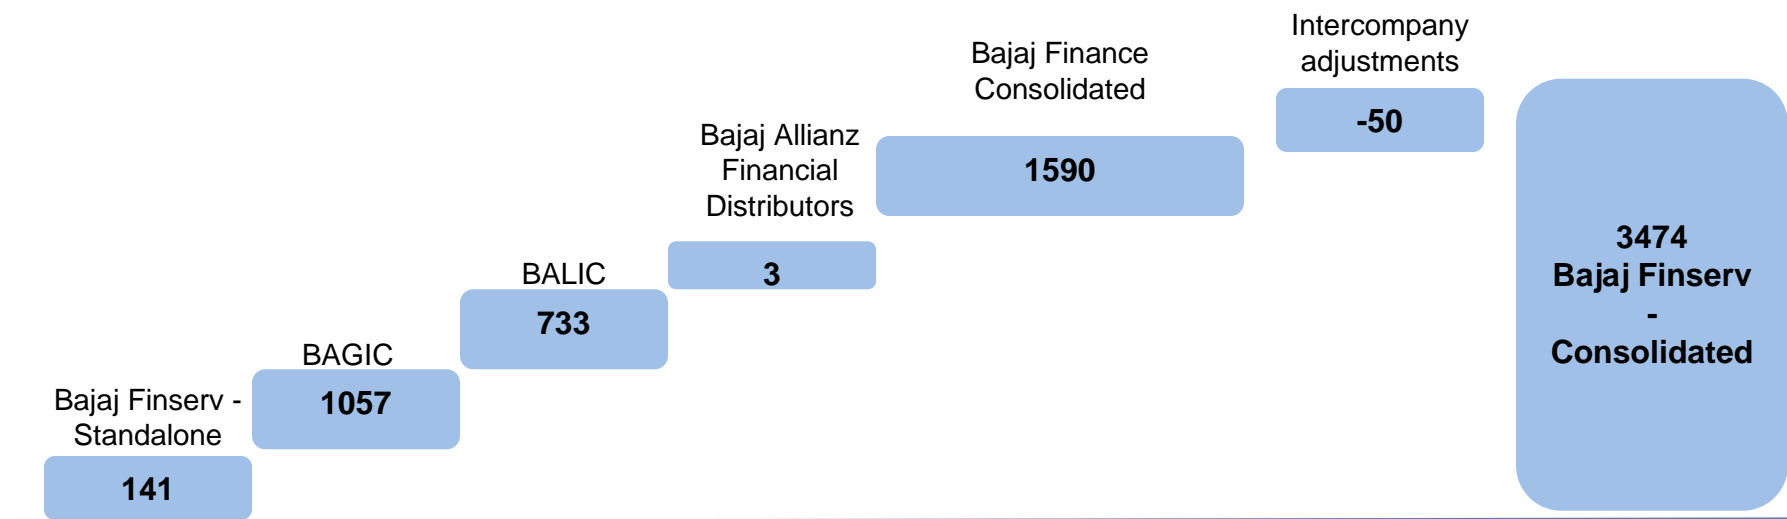 Bajaj Finserv -
Standalone
141
BAGIC
1057
BALIC
733
Bajaj Allianz
Financial
Distributors
3
Bajaj Finance
Consolidated
1590
Intercompany
adjustments
-50
3474
Bajaj Finserv
-
Consolidated